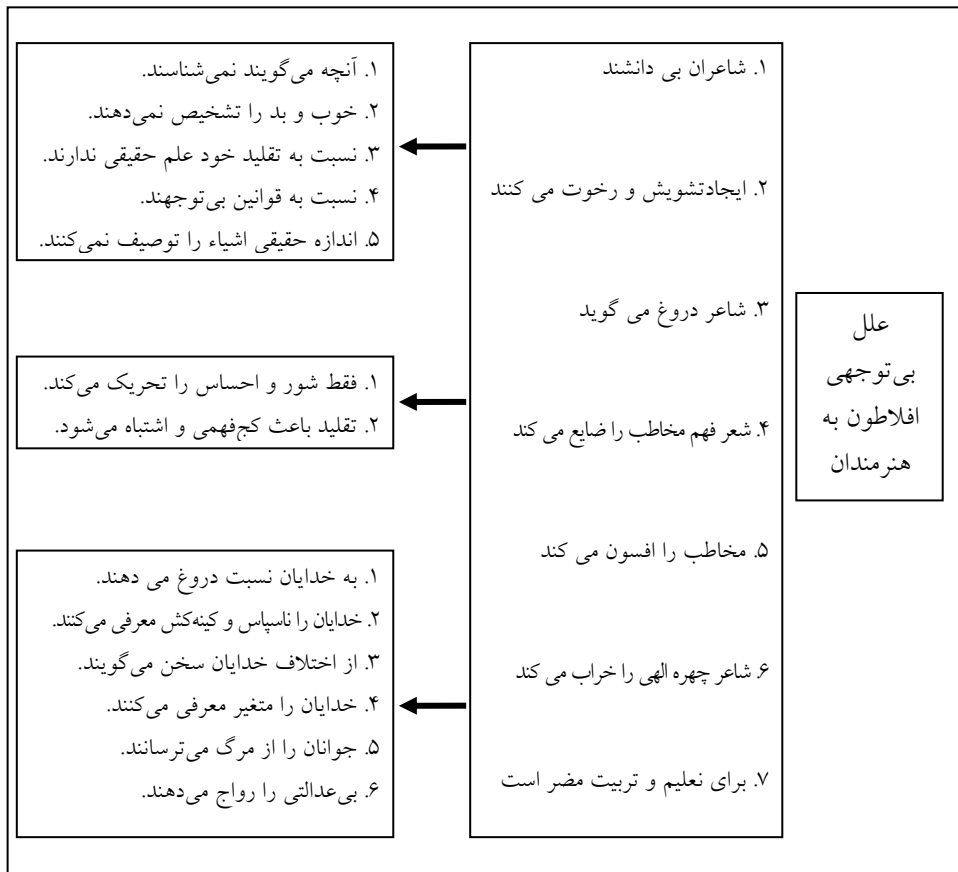 علل
بی‌توجهی
افلاطون به
هنرمندان
۱. شاعران بی دانشند
۲. ایجادتشویش و رخوت می کنند
۳. شاعر دروغ می گوید
۴. شعر فهم مخاطب را ضایع می کند
۵. مخاطب را افسون می کند
۶. شاعر چهره الهی را خراب می کند
۷. برای نعلیم و تربیت مضر است
۱. آنچه می‌گویند نمی‌شناسند.
۲. خوب و بد را تشخیص نمی‌دهند.
۳. نسبت به تقلید خود علم حقیقی ندارند.
۴. نسبت به قوانین بی‌توجهند.
۵. اندازه حقیقی اشیاء را توصیف نمی‌کنند.
۱. فقط شور و احساس را تحریک می‌کند.
۲. تقلید باعث کج‌فهمی و اشتباه می‌شود.
۱. به خدایان نسبت دروغ می دهند.
۲. خدایان را ناسپاس و کینه‌کش معرفی می‌کنند.
۳. از اختلاف خدایان سخن می‌گویند.
۴. خدایان را متغیر معرفی می‌کنند.
۵. جوانان را از مرگ می‌ترسانند.
۶. بی‌عدالتی را رواج می‌دهند.